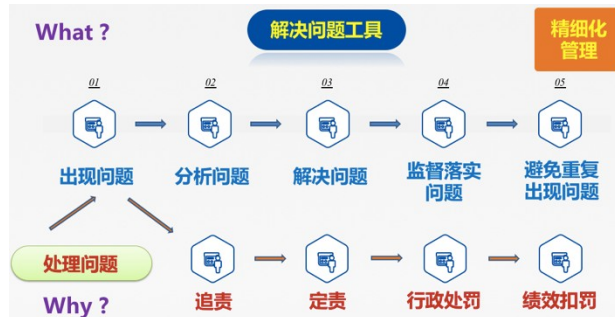 What ?
解决问题工具
精细化
管理
01
02
03
04
05
出现问题
分析问题
解决问题
监督落实
问题
避免重复
出现问题
处理问题
Why ?
追责
定责
行政处罚
绩效扣罚